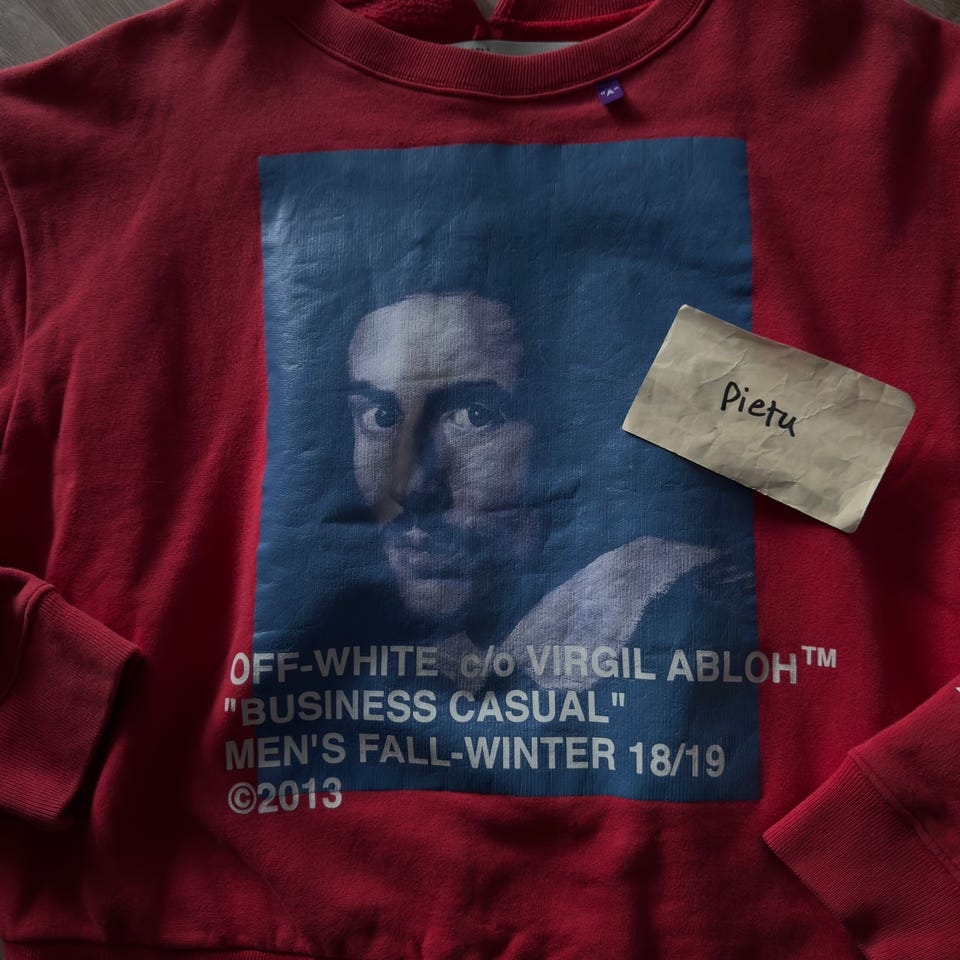 "A"
Pietu
OFF-WHITE c/o VIRGIL ABLOH™
"BUSINESS CASUAL"
MEN'S FALL-WINTER 18/19
©2013